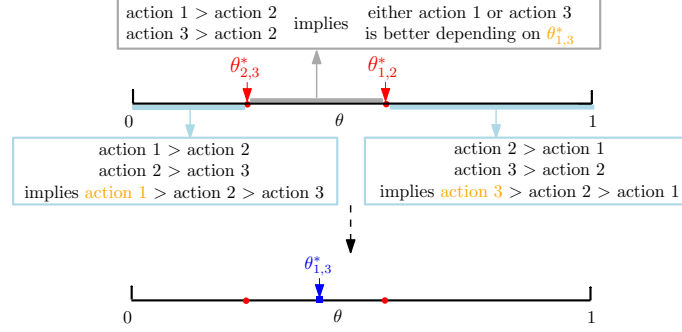 action 1 > action 2 implies either action 1 or action 3
action 3 > action 2 is better depending on θ*1,3
θ*2,3 θ*1,2
0 θ 1
action 1 > action 2
action 2 > action 3
implies action 1 > action 2 > action 3
action 2 > action 1
action 3 > action 2
implies action 3 > action 2 > action 1
θ*1,3
0 θ 1